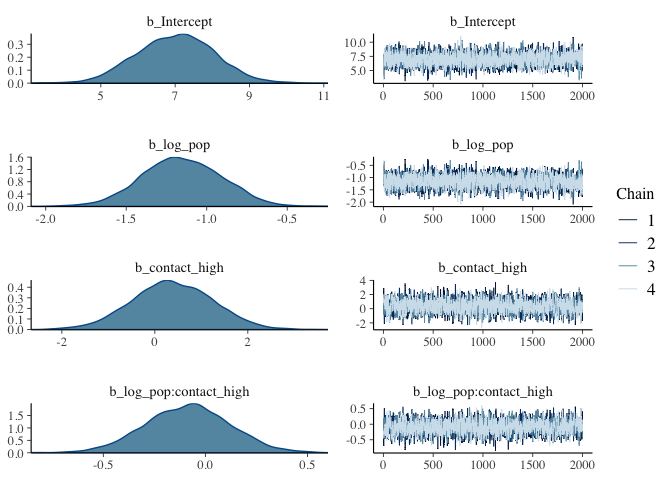 b_Intercept
0.3
0.2
0.1
0.0
5 7 9 11
b_Intercept
10.0
7.5
5.0
0 500 1000 1500 2000
b_log_pop
1.6
1.2
0.8
0.4
0.0
-2.0 -1.5 -1.0 -0.5
b_log_pop
-0.5
-1.0
-1.5
-2.0
0 500 1000 1500 2000
b_contact_high
0.4
0.3
0.2
0.1
0.0
-2 0 2
b_contact_high
4
2
0
-2
0 500 1000 1500 2000
b_log_pop:contact_high
1.5
1.0
0.5
0.0
-0.5 0.0 0.5
b_log_pop:contact_high
0.5
0.0
-0.5
0 500 1000 1500 2000
Chain
1
2
3
4